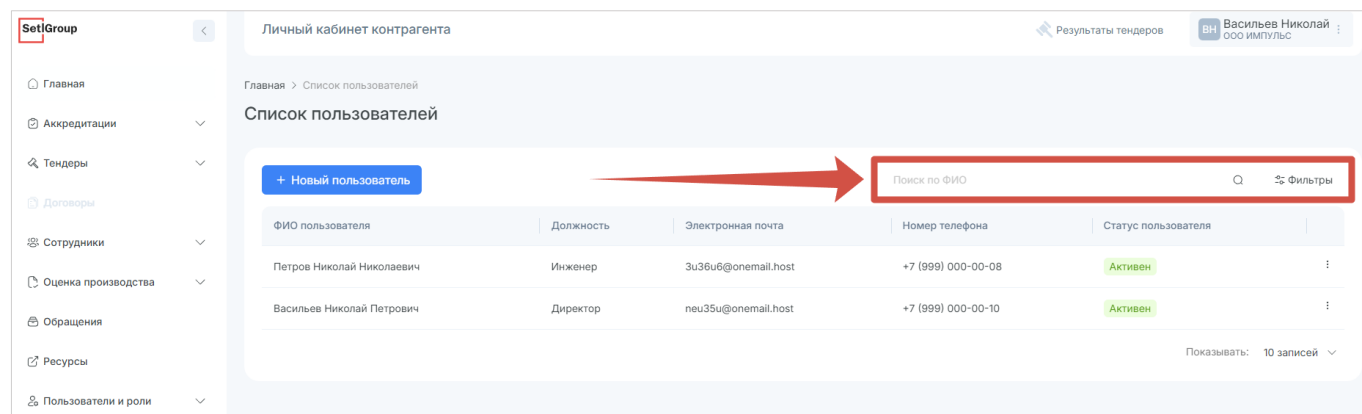 SetlGroup
Личный кабинет контрагента
Результаты тендеров
ВН
Васильев Николай
ООО ИМПУЛЬС
Главная
Аккредитации
Тендеры
Договоры
Сотрудники
Оценка производства
Обращения
Ресурсы
Пользователи и роли
Главная > Список пользователей
Список пользователей
+ Новый пользователь
Поиск по ФИО
Фильтры
ФИО пользователя Должность Электронная почта Номер телефона Статус пользователя
Петров Николай Николаевич Инженер 3u36u6@onemail.host +7 (999) 000-00-08 Активен
Васильев Николай Петрович Директор neu35u@onemail.host +7 (999) 000-00-10 Активен
Показывать: 10 записей